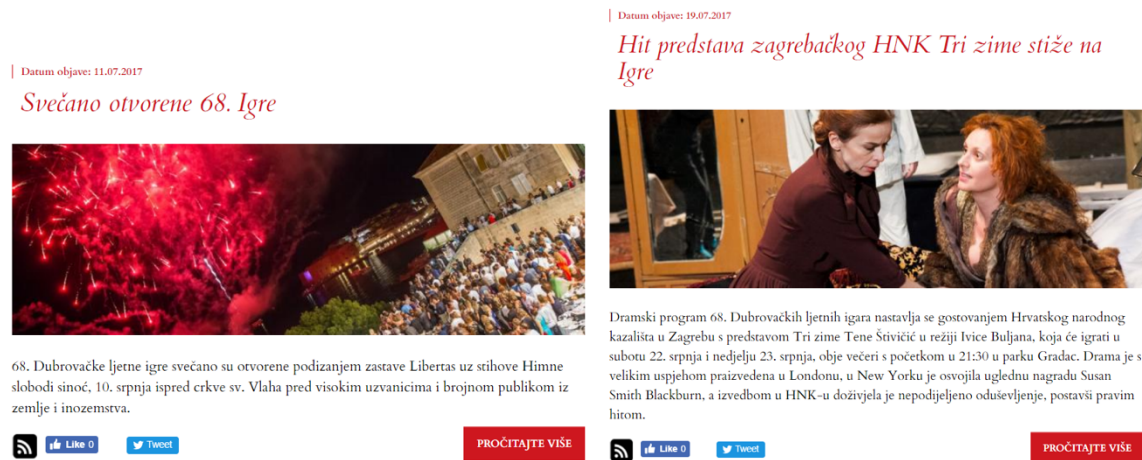 Datum objave: 11.07.2017
Svečano otvorene 68. Igre
68. Dubrovačke ljetne igre svečano su otvorene podizanjem zastave Libertas uz stihove Himne
slobodi sinoć, 10. srpnja ispred crkve sv. Vlaha pred visokim uzvanicima i brojnom publikom iz
zemlje i inozemstva.
Like 0
Tweet
PROČITAJTE VIŠE
Datum objave: 19.07.2017
Hit predstava zagrebačkog HNK Tri zime stiže na
Igre
Dramski program 68. Dubrovačkih ljetnih igara nastavlja se gostovanjem Hrvatskog narodnog
kazališta u Zagrebu s predstavom Tri zime Tene Štivičić u režiji Ivice Buljana, koja će igrati u
subotu 22. srpnja i nedjelju 23. srpnja, obje večeri s početkom u 21:30 u parku Gradac. Drama je s
velikim uspjehom praizvedena u Londonu, u New Yorku je osvojila uglednu nagradu Susan
Smith Blackburn, a izvedbom u HNK-u doživjela je nepodijeljeno oduševljenje, postavši pravim
hitom.
Like 0
Tweet
PROČITAJTE VIŠE